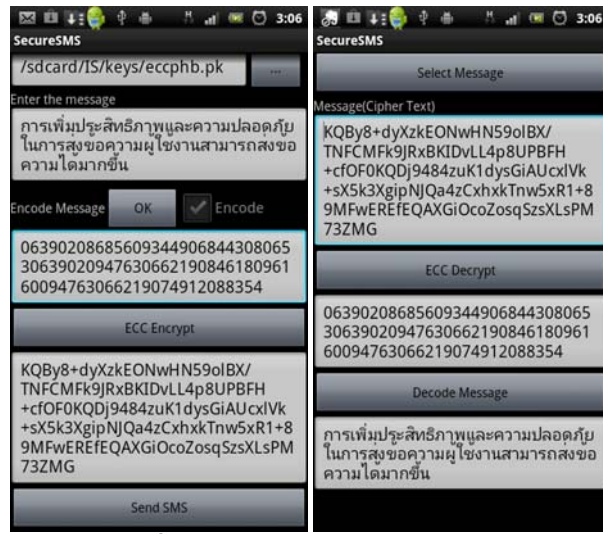 3:06
SecureSMS
/sdcard/IS/keys/eccphb.pk
...
Enter the message
การเพิ่มประสิทธิภาพและความปลอดภัย
ในการส่งข้อความผู้ใช้งานสามารถส่งข้อ
ความได้มากขึ้น
Encode Message
OK
Encode
06390208685609344906844308065
30639020947630662190846180961
60094763066219074912088354
ECC Encrypt
KQBy8+dyXzkEONwHN59olBX/
TNFCMFk9JRxBKIDvLL4p8UPBFH
+cfOF0KQDj9484zuK1dysGiAUcxlVk
+sX5k3XgipNJQa4zCxhxkTnw5xR1+8
9MFwEREfEQAXGiOcoZosqSzsXLsPM
73ZMG
Send SMS
3:06
SecureSMS
Select Message
Message(Cipher Text)
KQBy8+dyXzkEONwHN59olBX/
TNFCMFk9JRxBKIDvLL4p8UPBFH
+cfOF0KQDj9484zuK1dysGiAUcxlVk
+sX5k3XgipNJQa4zCxhxkTnw5xR1+8
9MFwEREfEQAXGiOcoZosqSzsXLsPM
73ZMG
ECC Decrypt
06390208685609344906844308065
30639020947630662190846180961
60094763066219074912088354
Decode Message
การเพิ่มประสิทธิภาพและความปลอดภัย
ในการส่งข้อความผู้ใช้งานสามารถส่งข้อ
ความได้มากขึ้น